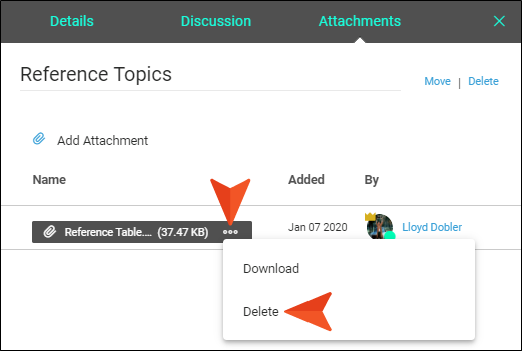 Details Discussion Attachments
Reference Topics
Move | Delete
Add Attachment
Name Added By
Reference Table.... (37.47 KB) Jan 07 2020 Lloyd Dobler
Download
Delete